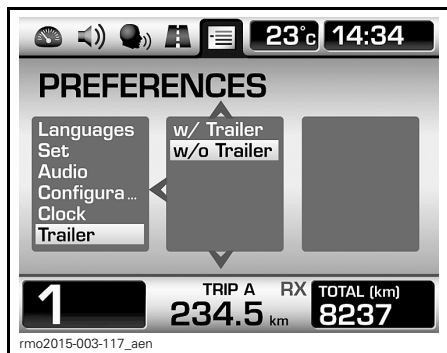 23°c 14:34
PREFERENCES
Languages
Set
Audio
Configura...
Clock
Trailer
w/ Trailer
w/o Trailer
1
TRIP A
234.5 km
RX
TOTAL (km)
8237
rmo2015-003-117_aen